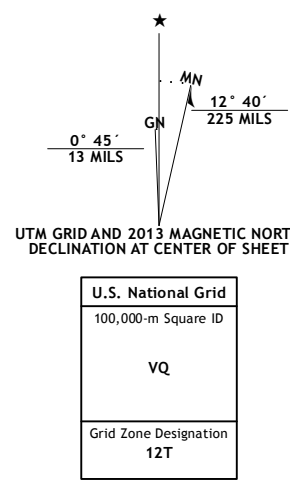 ★
MN
GN
12° 40´
225 MILS
0° 45´
13 MILS
UTM GRID AND 2013 MAGNETIC NORT
DECLINATION AT CENTER OF SHEET
U.S. National Grid
100,000-m Square ID
VQ
Grid Zone Designation
12T